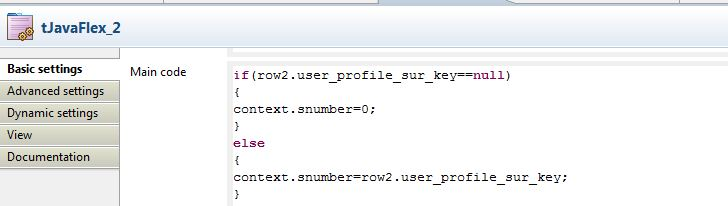 tJavaFlex_2
Basic settings
Advanced settings
Dynamic settings
View
Documentation
Main code
if(row2.user_profile_sur_key==null)
{
context.snumber=0;
}
else
{
context.snumber=row2.user_profile_sur_key;
}